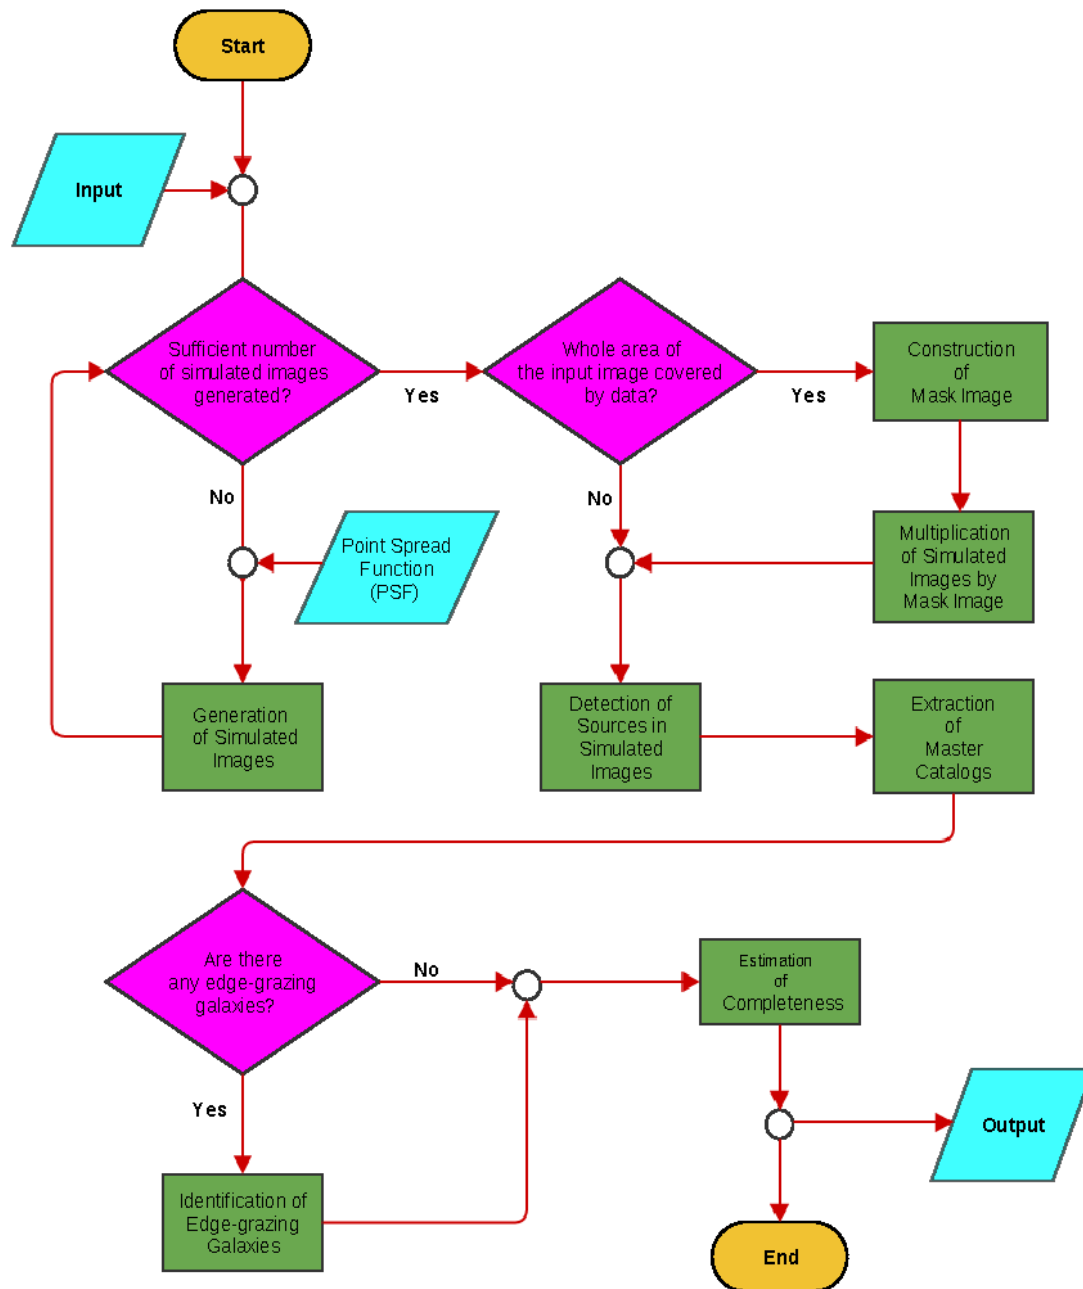 Start
Input
Sufficient number
of simulated images
generated?
Yes
Whole area of
the input image covered
by data?
Yes
Construction
of
Mask Image
No
Point Spread
Function
(PSF)
No
Multiplication
of Simulated
Images by
Mask Image
Generation
of Simulated
Images
Detection of
Sources in
Simulated
Images
Extraction
of
Master
Catalogs
Are there
any edge-grazing
galaxies?
No
Estimation
of
Completeness
Yes
Identification of
Edge-grazing
Galaxies
Output
End